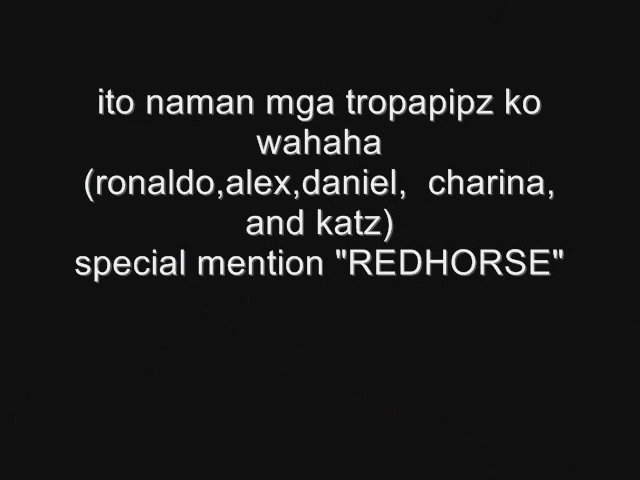 ito naman mga tropapipz ko
wahaha
(ronaldo,alex,daniel,  charina,
and katz)
special mention "REDHORSE"